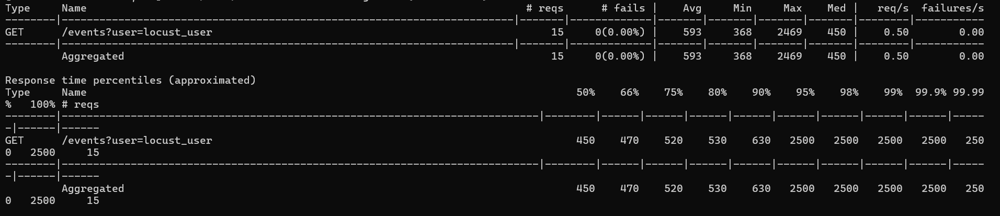 Type     Name                                                                      # reqs      # fails |    Avg     Min     Max    Med |   req/s  failures/s
--------|------------------------------------------------------------------------|-------|-------------|-------|-------|-------|-------|--------|-----------
GET      /events?user=locust_user                                                      15     0(0.00%) |    593     368    2469    450 |    0.50        0.00
--------|------------------------------------------------------------------------|-------|-------------|-------|-------|-------|-------|--------|-----------
         Aggregated                                                                    15     0(0.00%) |    593     368    2469    450 |    0.50        0.00
Response time percentiles (approximated)
Type     Name                                                                              50%    66%    75%    80%    90%    95%    98%    99%  99.9% 99.99
%   100% # reqs
--------|----------------------------------------------------------------------------|--------|------|------|------|------|------|------|------|------|-----
-|------|------
GET      /events?user=locust_user                                                          450    470    520    530    630   2500   2500   2500   2500   250
0   2500     15
--------|----------------------------------------------------------------------------|--------|------|------|------|------|------|------|------|------|-----
-|------|------
         Aggregated                                                                        450    470    520    530    630   2500   2500   2500   2500   250
0   2500     15